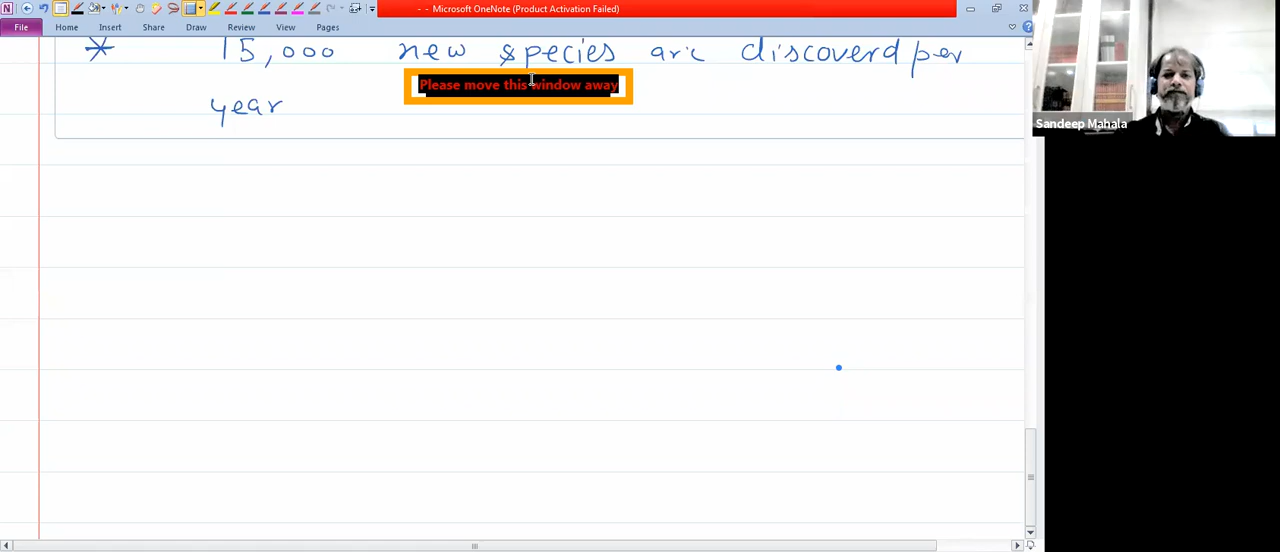 - - Microsoft OneNote (Product Activation Failed)
File Home Insert Share Draw Review View Pages
* 15,000 new species are discoverd per
Please move this window away
year
Sandeep Mahala